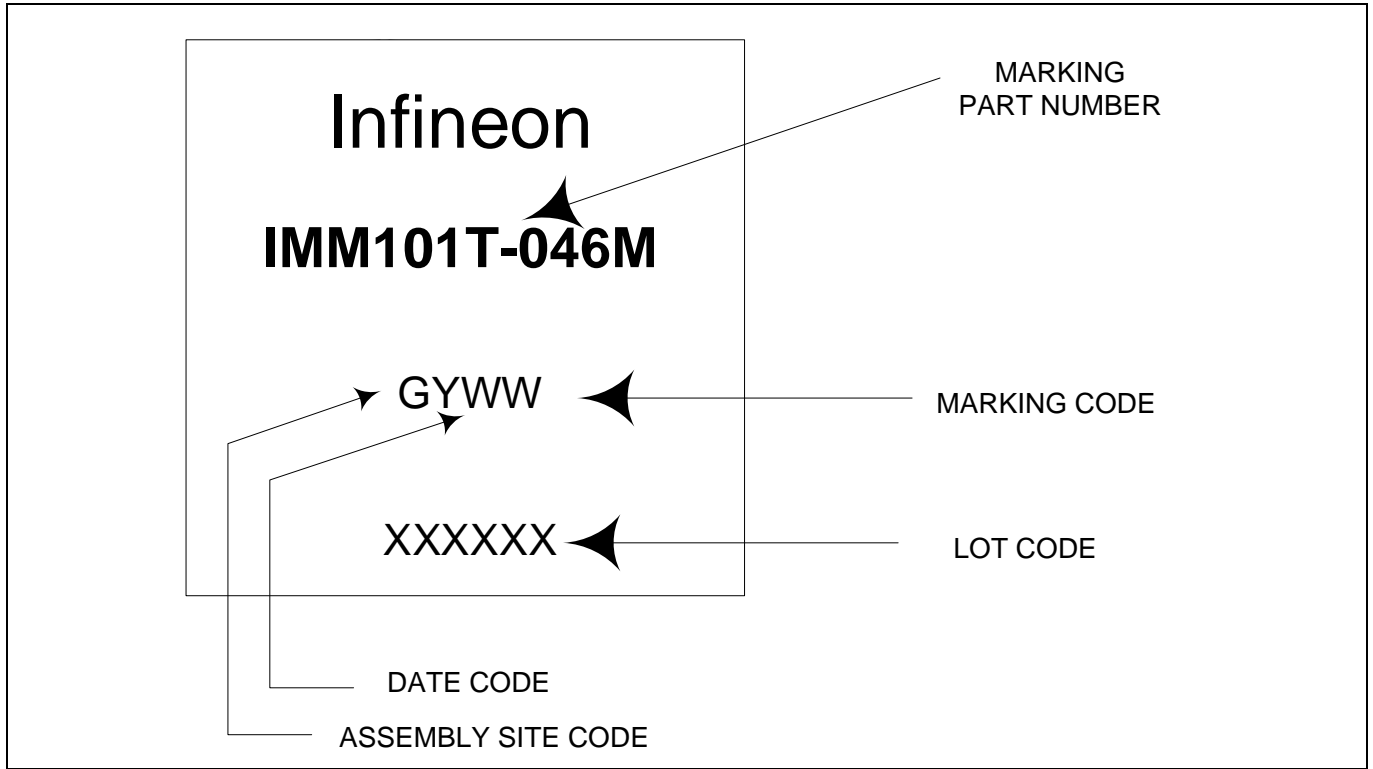 Infineon
IMM101T-046M
GYWW
XXXXXX
MARKING
PART NUMBER
MARKING CODE
LOT CODE
DATE CODE
ASSEMBLY SITE CODE